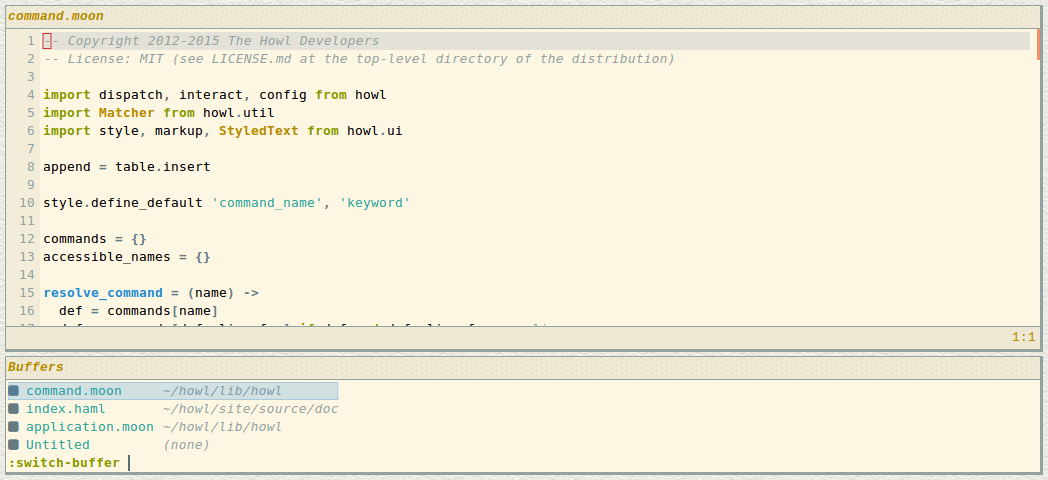 command.moon
1 -- Copyright 2012-2015 The Howl Developers
2 -- License: MIT (see LICENSE.md at the top-level directory of the distribution)
3
4 import dispatch, interact, config from howl
5 import Matcher from howl.util
6 import style, markup, StyledText from howl.ui
7
8 append = table.insert
9
10 style.define_default 'command_name', 'keyword'
11
12 commands = {}
13 accessible_names = {}
14
15 resolve_command = (name) ->
16   def = commands[name]
1:1
Buffers
command.moon     ~/howl/lib/howl
index.haml       ~/howl/site/source/doc
application.moon ~/howl/lib/howl
Untitled         (none)
:switch-buffer